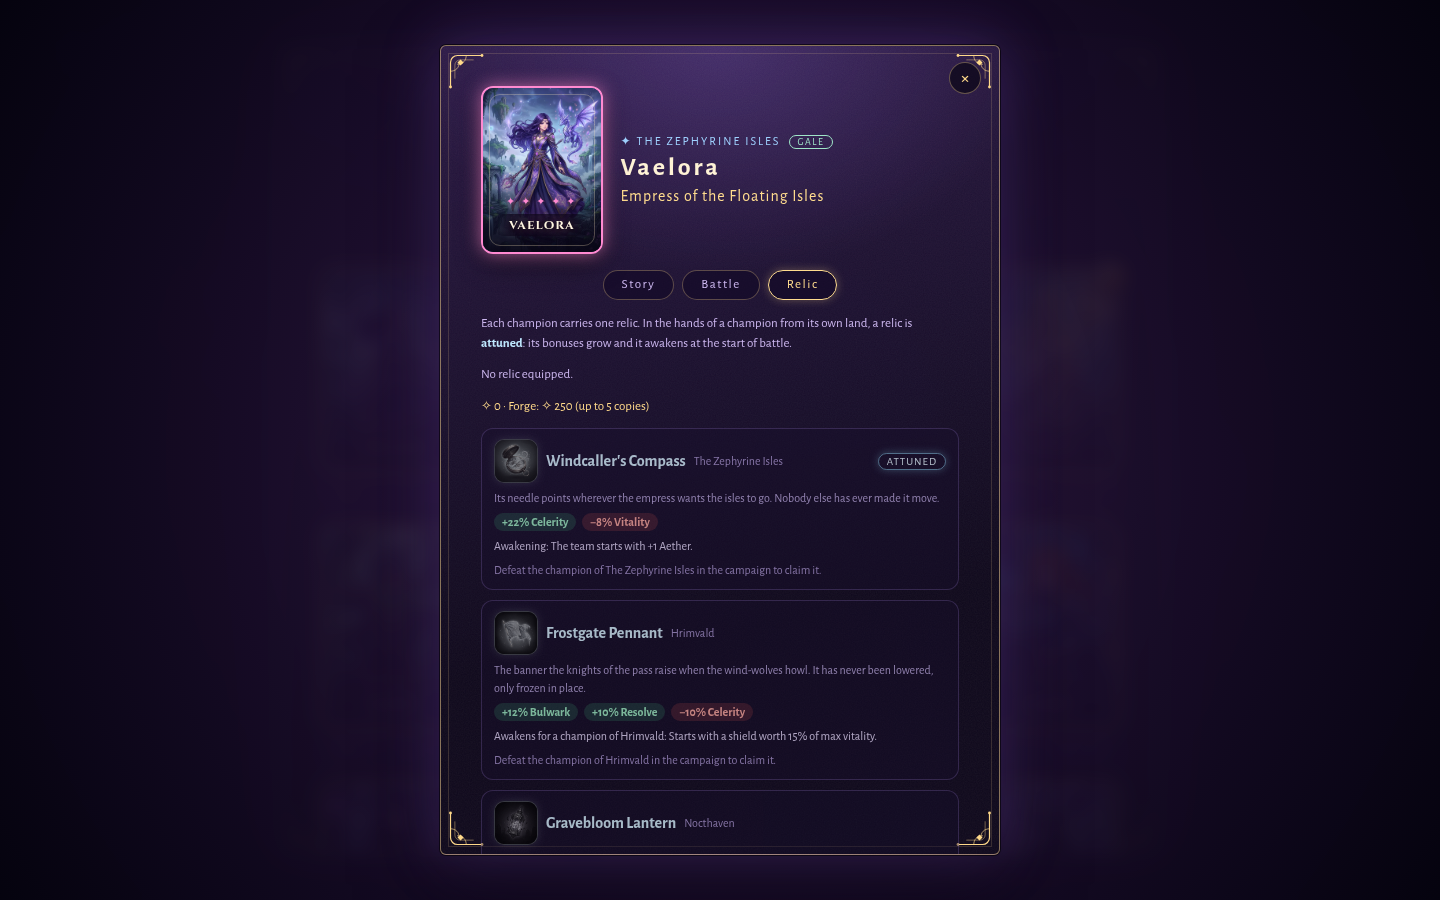 ×
✦ THE ZEPHYRINE ISLES GALE
Vaelora
Empress of the Floating Isles
VAELORA
Story Battle Relic
Each champion carries one relic. In the hands of a champion from its own land, a relic is
attuned: its bonuses grow and it awakens at the start of battle.
No relic equipped.
✧ 0 · Forge: ✧ 250 (up to 5 copies)
Windcaller's Compass The Zephyrine Isles ATTUNED
Its needle points wherever the empress wants the isles to go. Nobody else has ever made it move.
+22% Celerity −8% Vitality
Awakening: The team starts with +1 Aether.
Defeat the champion of The Zephyrine Isles in the campaign to claim it.
Frostgate Pennant Hrimvald
The banner the knights of the pass raise when the wind-wolves howl. It has never been lowered,
only frozen in place.
+12% Bulwark +10% Resolve −10% Celerity
Awakens for a champion of Hrimvald: Starts with a shield worth 15% of max vitality.
Defeat the champion of Hrimvald in the campaign to claim it.
Gravebloom Lantern Nocthaven